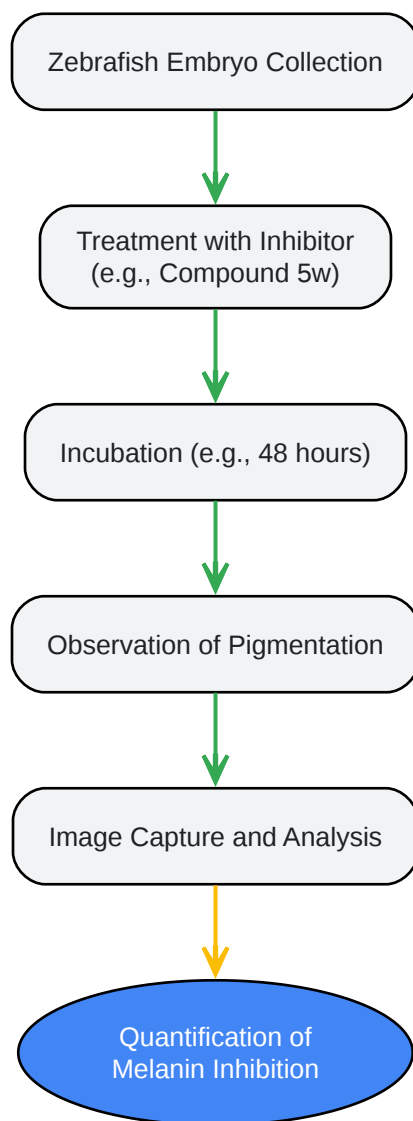 Zebrafish Embryo Collection
Treatment with Inhibitor
(e.g., Compound 5w)
Incubation (e.g., 48 hours)
Observation of Pigmentation
Image Capture and Analysis
Quantification of
Melanin Inhibition